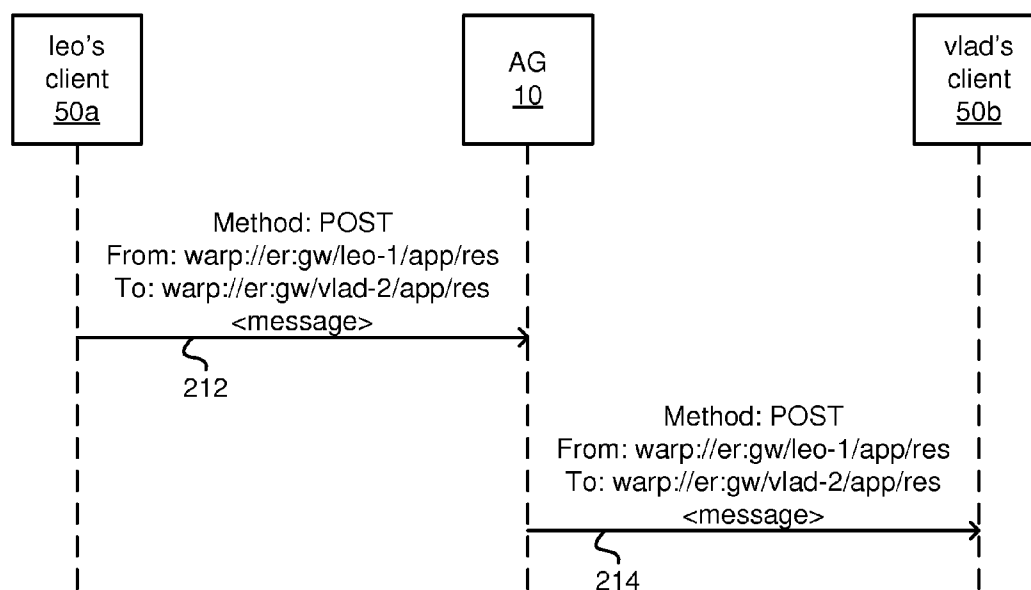 leo's
client
50a
AG
10
vlad's
client
50b
Method: POST
From: warp://er:gw/leo-1/app/res
To: warp://er:gw/vlad-2/app/res
<message>
212
Method: POST
From: warp://er:gw/leo-1/app/res
To: warp://er:gw/vlad-2/app/res
<message>
214